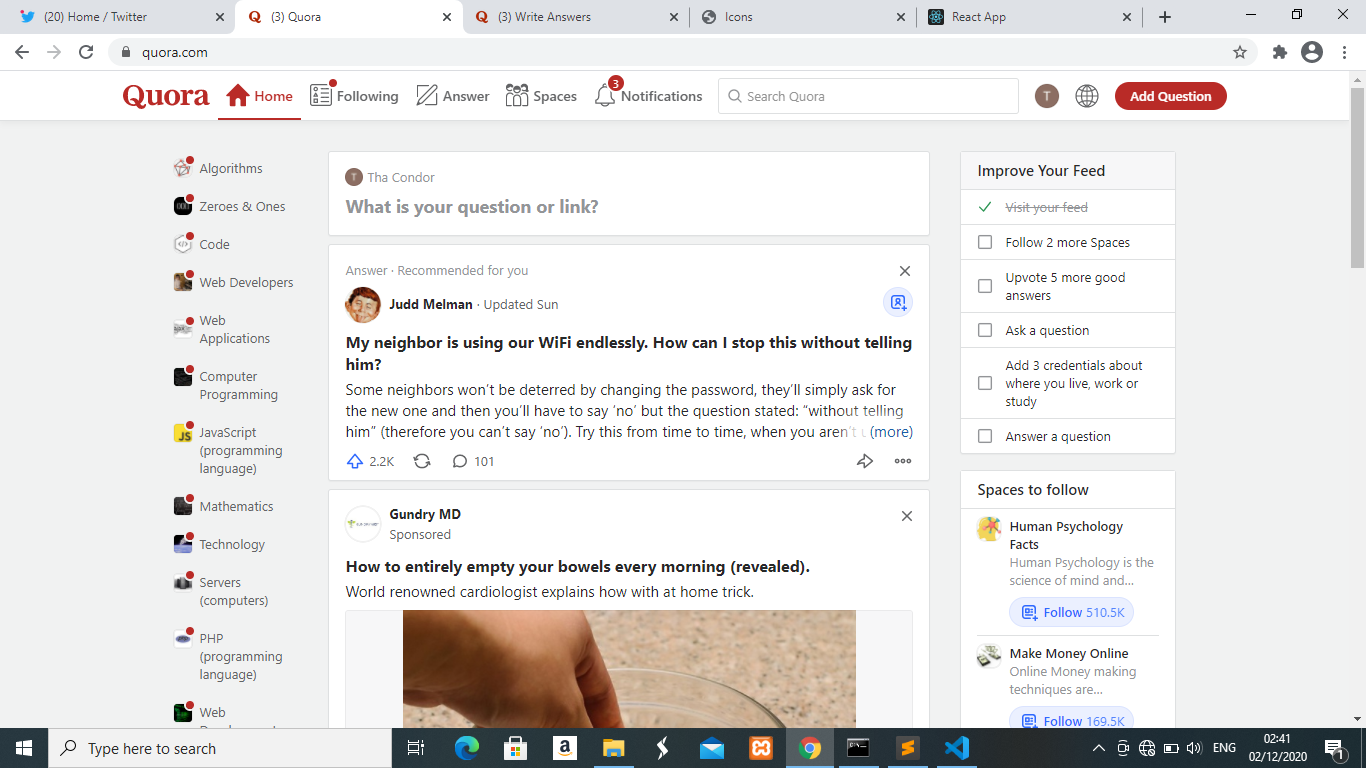 (20) Home / Twitter
(3) Quora
(3) Write Answers
Icons
React App
quora.com
Quora
Home
Following
Answer
Spaces
3
Notifications
Search Quora
T
Add Question
Algorithms
Zeroes & Ones
Code
Web Developers
Web
Applications
Computer
Programming
JS
JavaScript
(programming
language)
Mathematics
Technology
Servers
(computers)
PHP
(programming
language)
Web
T
Tha Condor
What is your question or link?
Answer · Recommended for you
Judd Melman · Updated Sun
My neighbor is using our WiFi endlessly. How can I stop this without telling
him?
Some neighbors won’t be deterred by changing the password, they’ll simply ask for
the new one and then you’ll have to say ‘no’ but the question stated: “without telling
him” (therefore you can’t say ‘no’). Try this from time to time, when you aren’t (more)
2.2K
101
Gundry MD
Sponsored
How to entirely empty your bowels every morning (revealed).
World renowned cardiologist explains how with at home trick.
Improve Your Feed
Visit your feed
Follow 2 more Spaces
Upvote 5 more good
answers
Ask a question
Add 3 credentials about
where you live, work or
study
Answer a question
Spaces to follow
Human Psychology
Facts
Human Psychology is the
science of mind and...
Follow 510.5K
Make Money Online
Online Money making
techniques are...
Follow 169.5K
Type here to search
ENG
02:41
02/12/2020
1